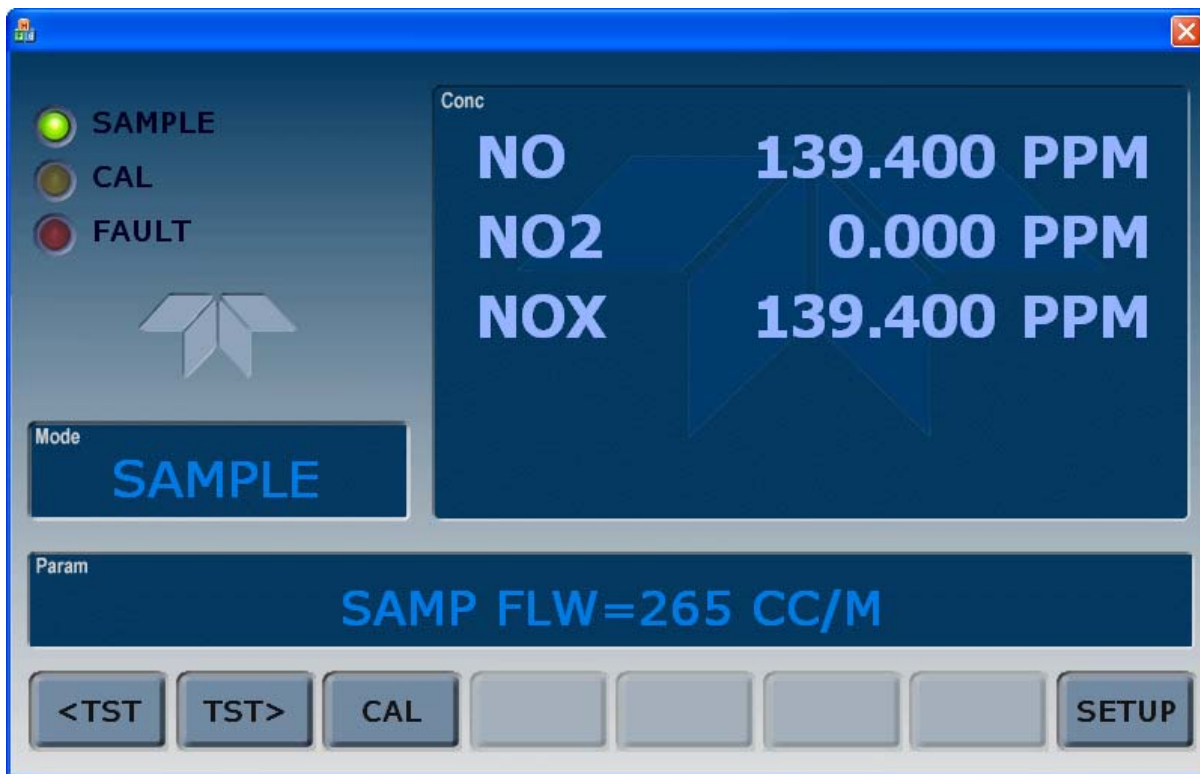 SAMPLE
CAL
FAULT
Conc
NO 139.400 PPM
NO2 0.000 PPM
NOX 139.400 PPM
Mode
SAMPLE
Param
SAMP FLW=265 CC/M
<TST TST> CAL SETUP